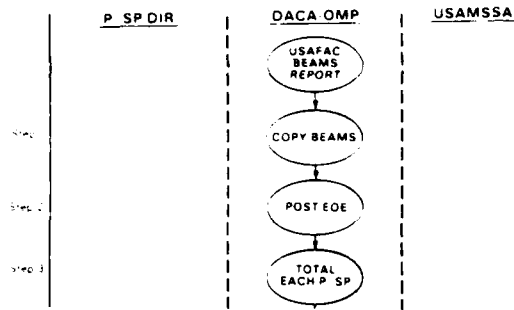 P SP DIR
DACA-OMP
USAMSSA
USAFAC
BEAMS
REPORT
Step
COPY BEAMS
Step 2
POST EOE
Step 3
TOTAL
EACH P SP